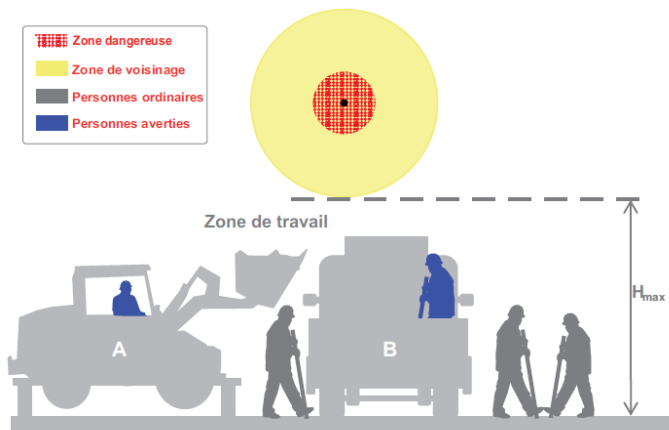 Zone dangereuse
Zone de voisinage
Personnes ordinaires
Personnes averties
Zone de travail
Hmax
A
B